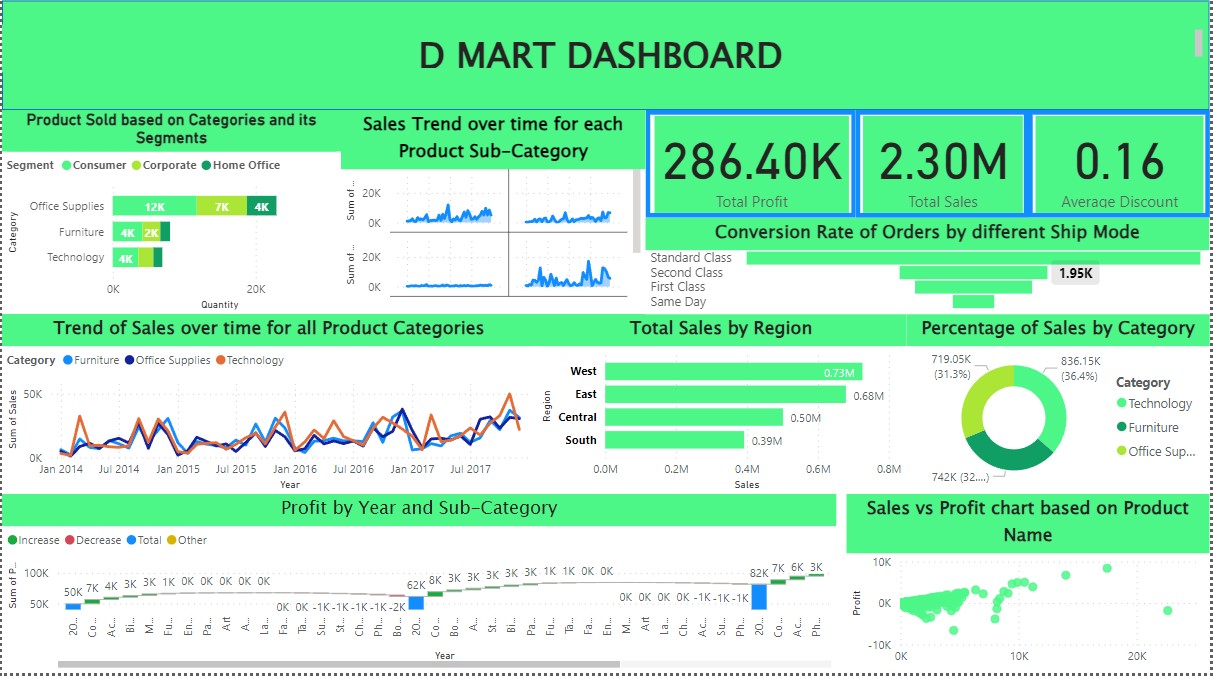 D MART DASHBOARD
Product Sold based on Categories and its
Segments
Segment Consumer Corporate Home Office
Category
Office Supplies 12K 7K 4K
Furniture 4K 2K
Technology 4K
0K 20K
Quantity
Sales Trend over time for each
Product Sub-Category
Sum of ...
20K
0K
Sum of ...
20K
0K
286.40K
Total Profit
2.30M
Total Sales
0.16
Average Discount
Conversion Rate of Orders by different Ship Mode
Standard Class
Second Class 1.95K
First Class
Same Day
Trend of Sales over time for all Product Categories
Category Furniture Office Supplies Technology
Sum of Sales
50K
0K
Jan 2014 Jul 2014 Jan 2015 Jul 2015 Jan 2016 Jul 2016 Jan 2017 Jul 2017
Year
Total Sales by Region
Region
West 0.73M
East 0.68M
Central 0.50M
South 0.39M
0.0M 0.2M 0.4M 0.6M 0.8M
Sales
Percentage of Sales by Category
719.05K
(31.3%)
836.15K
(36.4%)
742K (32....)
Category
Technology
Furniture
Office Sup...
Profit by Year and Sub-Category
Increase Decrease Total Other
Sum of P...
100K
50K
50K 7K 4K 3K 3K 1K 0K 0K 0K 0K 0K 0K 0K -1K -1K -1K -1K -2K 62K 8K 3K 3K 3K 3K 3K 1K 1K 0K 0K 0K 0K 0K 0K -1K -1K -1K -1K 82K 7K 6K 3K
20... Co... Ac... Bi... M... Fu... En... Pa... Art A... La... Fa... Ta... Su... St... Ch... Ph... Bo... 20... Co... Bo... A... St... Bi... Pa... Fu... Ta... Fa... En... M... Art La... Ch... Ac... Su... Ph... 20... Co... Ac... Ph...
Year
Sales vs Profit chart based on Product
Name
Profit
10K
0K
-10K
0K 10K 20K